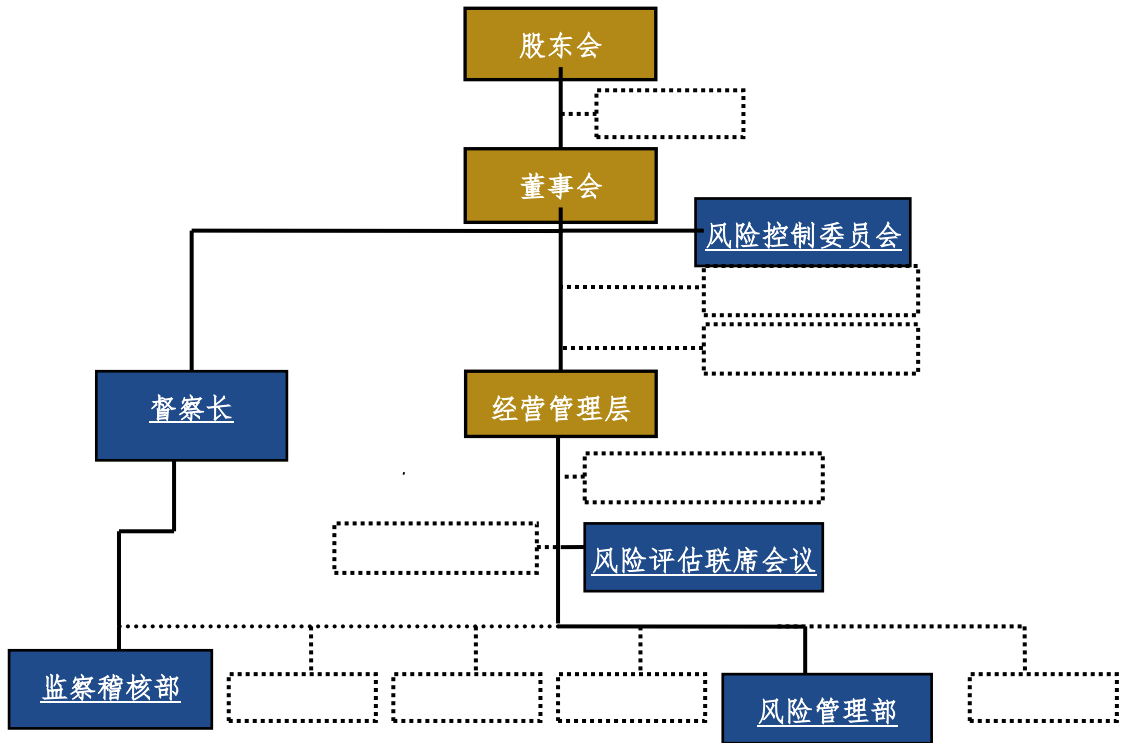 股东会
董事会
风险控制委员会
督察长
经营管理层
风险评估联席会议
监察稽核部
风险管理部